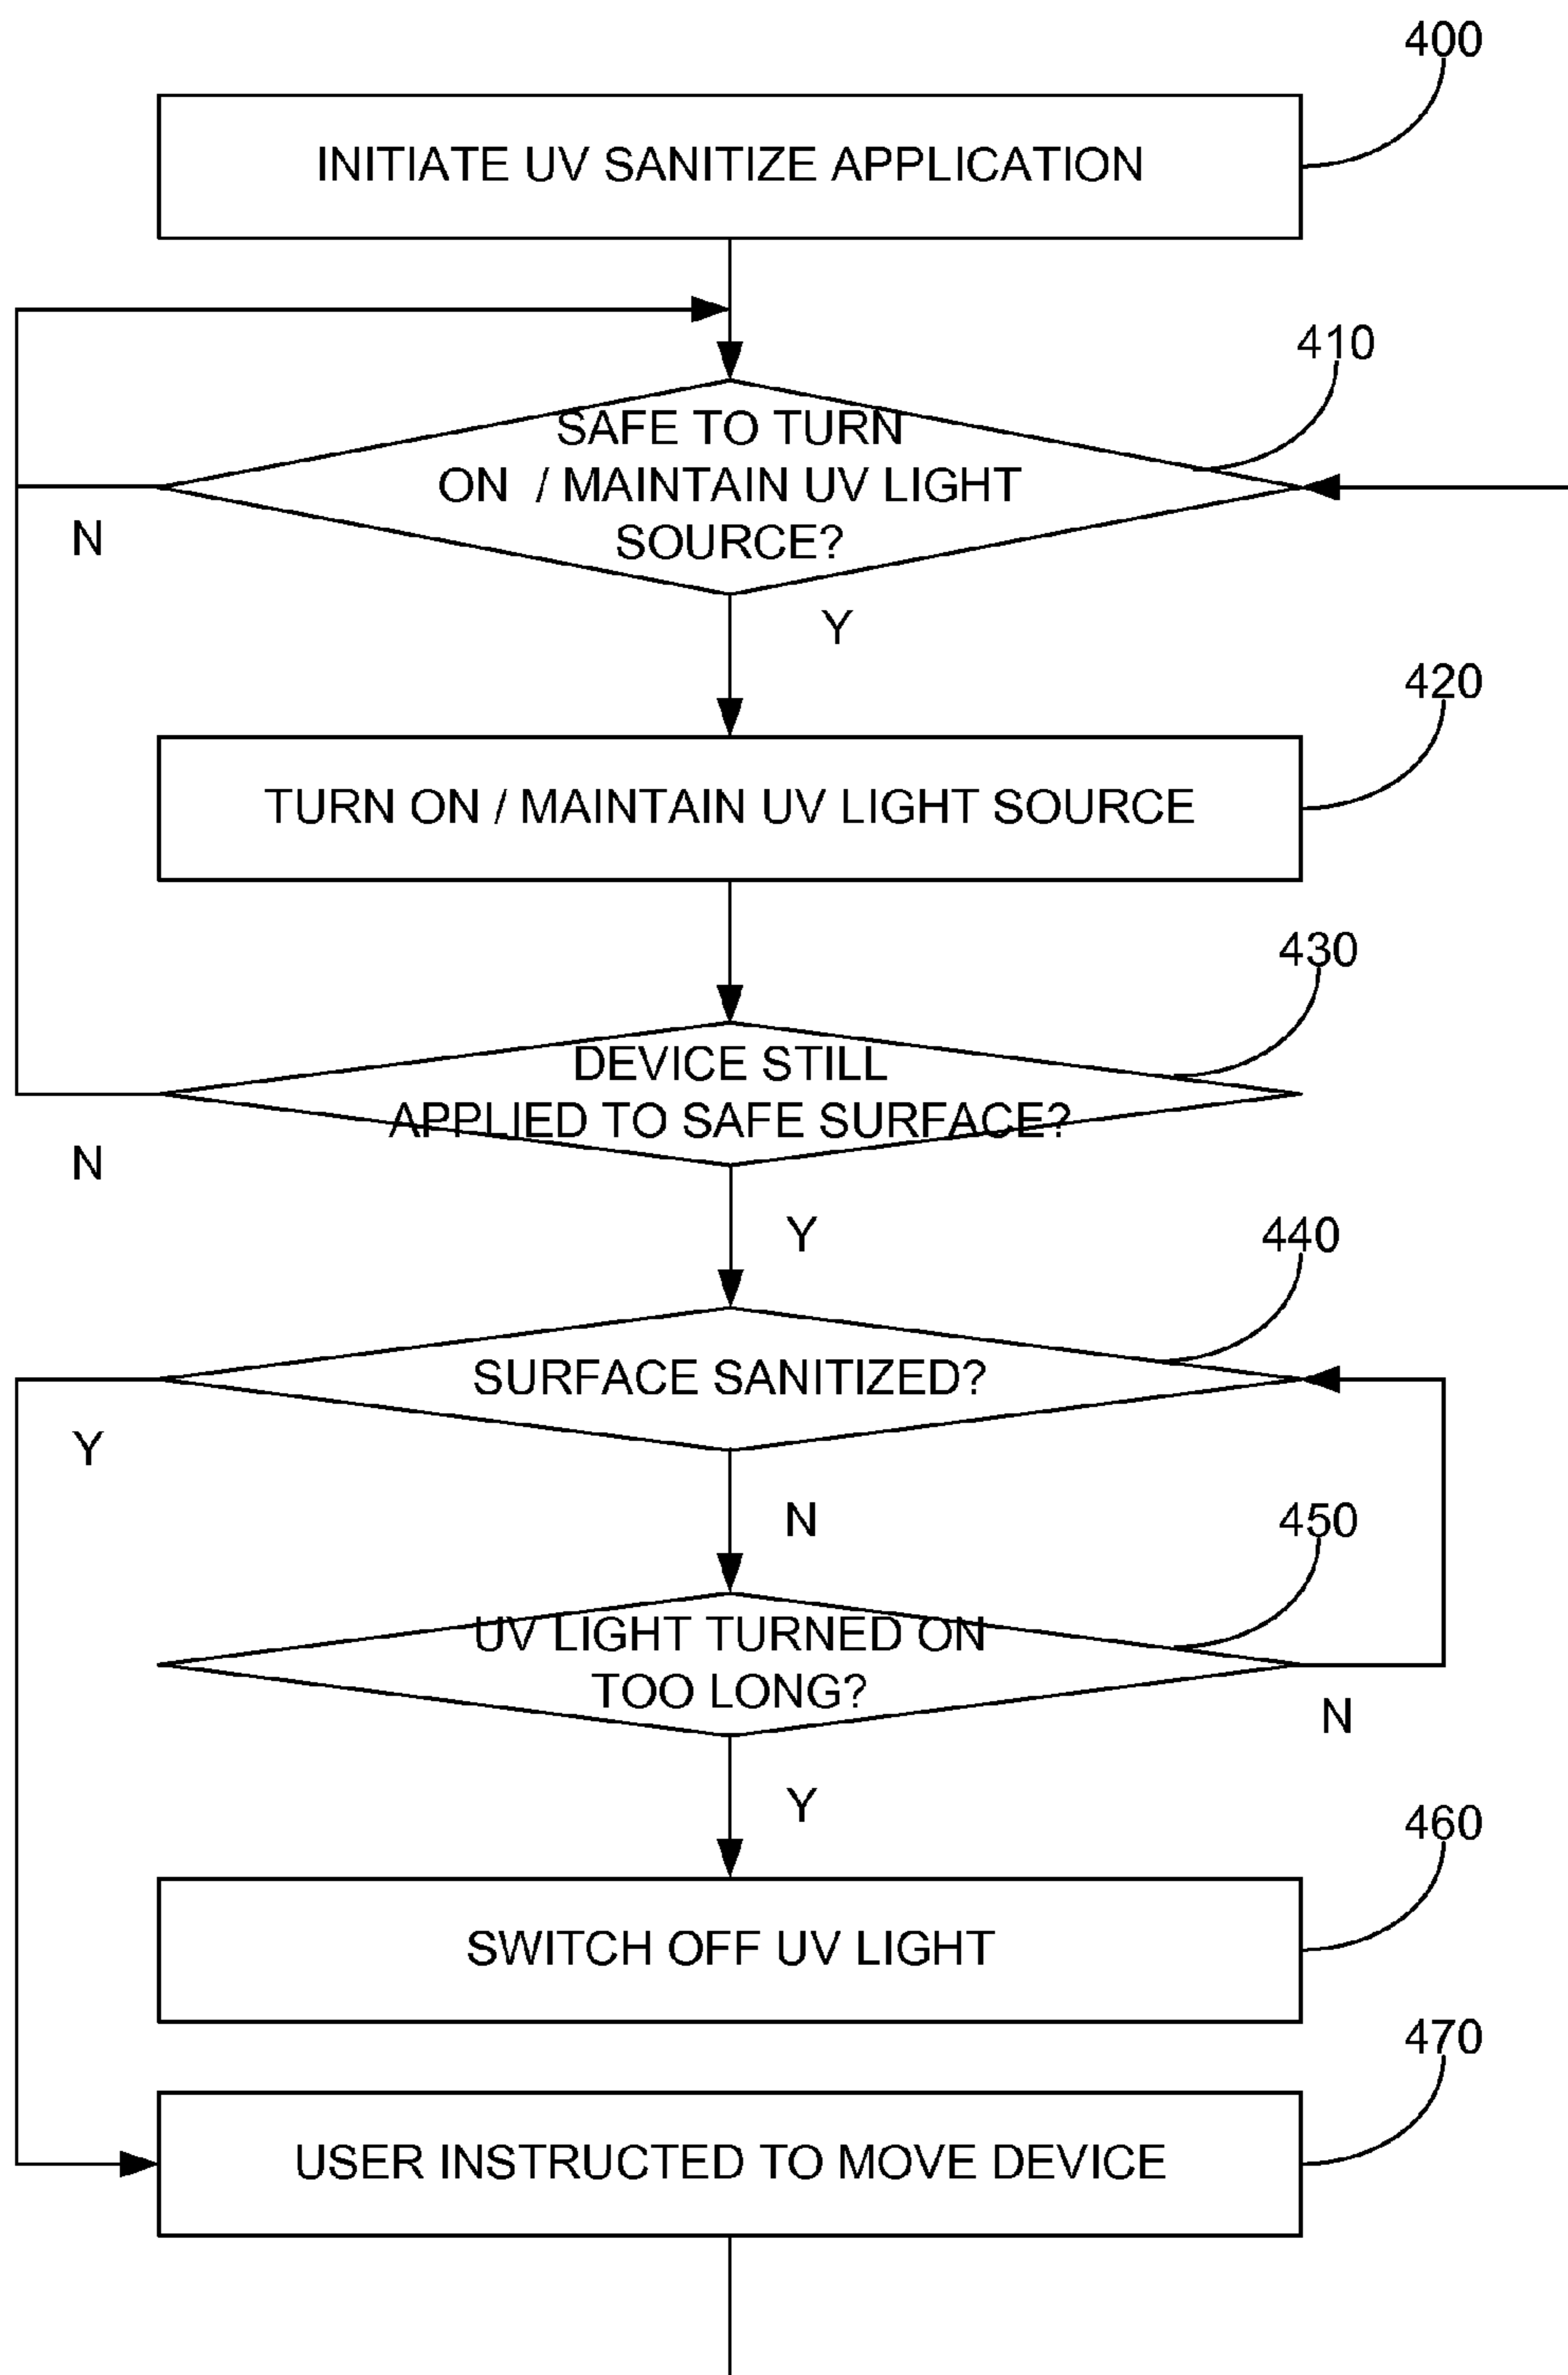 400
INITIATE UV SANITIZE APPLICATION
410
SAFE TO TURN
ON / MAINTAIN UV LIGHT
SOURCE?
N
Y
420
TURN ON / MAINTAIN UV LIGHT SOURCE
430
DEVICE STILL
APPLIED TO SAFE SURFACE?
N
Y
440
SURFACE SANITIZED?
Y
N
450
UV LIGHT TURNED ON
TOO LONG?
N
Y
460
SWITCH OFF UV LIGHT
470
USER INSTRUCTED TO MOVE DEVICE